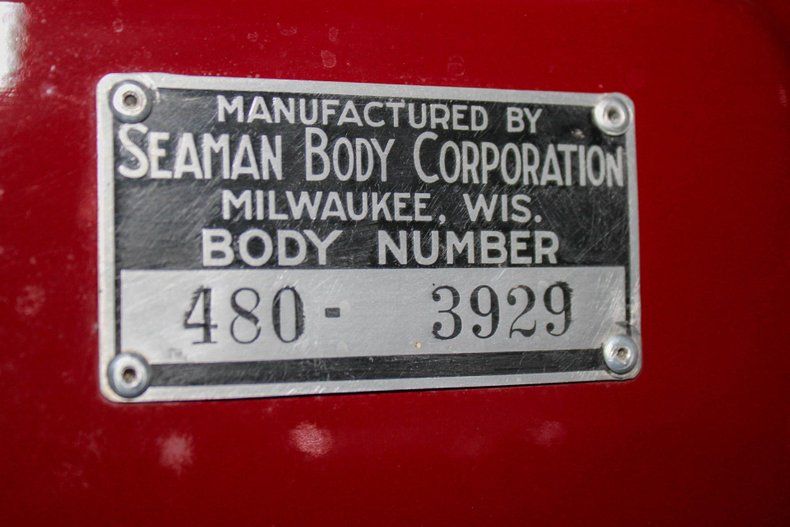 MANUFACTURED BY
SEAMAN BODY CORPORATION
MILWAUKEE, WIS.
BODY NUMBER
480- 3929